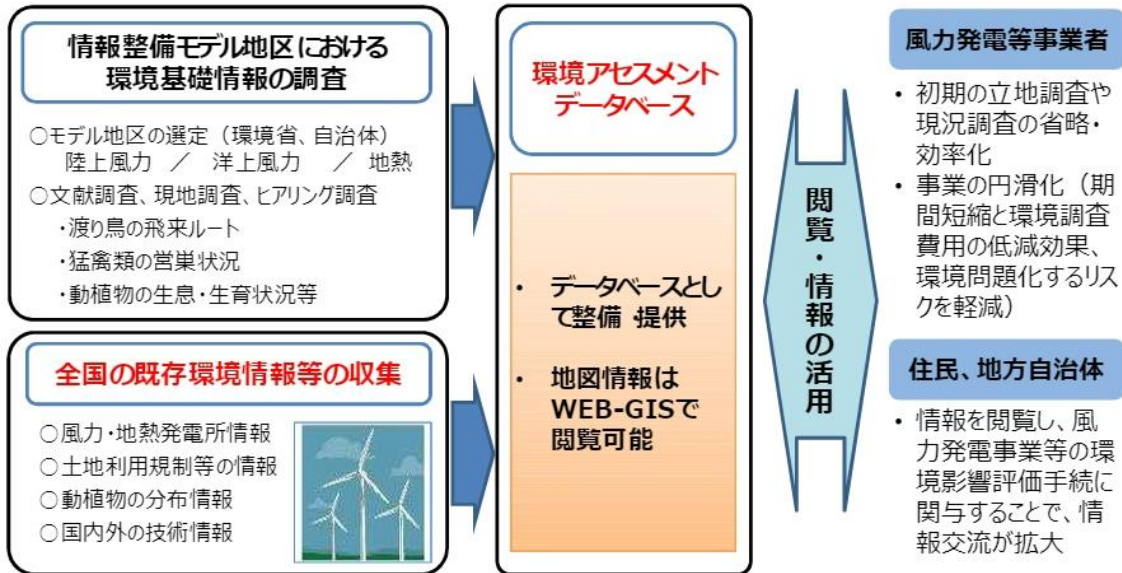 情報整備モデル地区における
環境基礎情報の調査
○モデル地区の選定（環境省、自治体）
陸上風力 ／ 洋上風力 ／ 地熱
○文献調査、現地調査、ヒアリング調査
・渡り鳥の飛来ルート
・猛禽類の営巣状況
・動植物の生息・生育状況等
全国の既存環境情報等の収集
○風力・地熱発電所情報
○土地利用規制等の情報
○動植物の分布情報
○国内外の技術情報
環境アセスメント
データベース
・ データベースとし
て整備・提供
・ 地図情報は
WEB-GISで
閲覧可能
閲覧・情報の活用
風力発電等事業者
・ 初期の立地調査や
現況調査の省略・
効率化
・ 事業の円滑化（期
間短縮と環境調査
費用の低減効果、
環境問題化するリス
クを軽減）
住民、地方自治体
・ 情報を閲覧し、風
力発電事業等の環
境影響評価手続に
関与することで、情
報交流が拡大